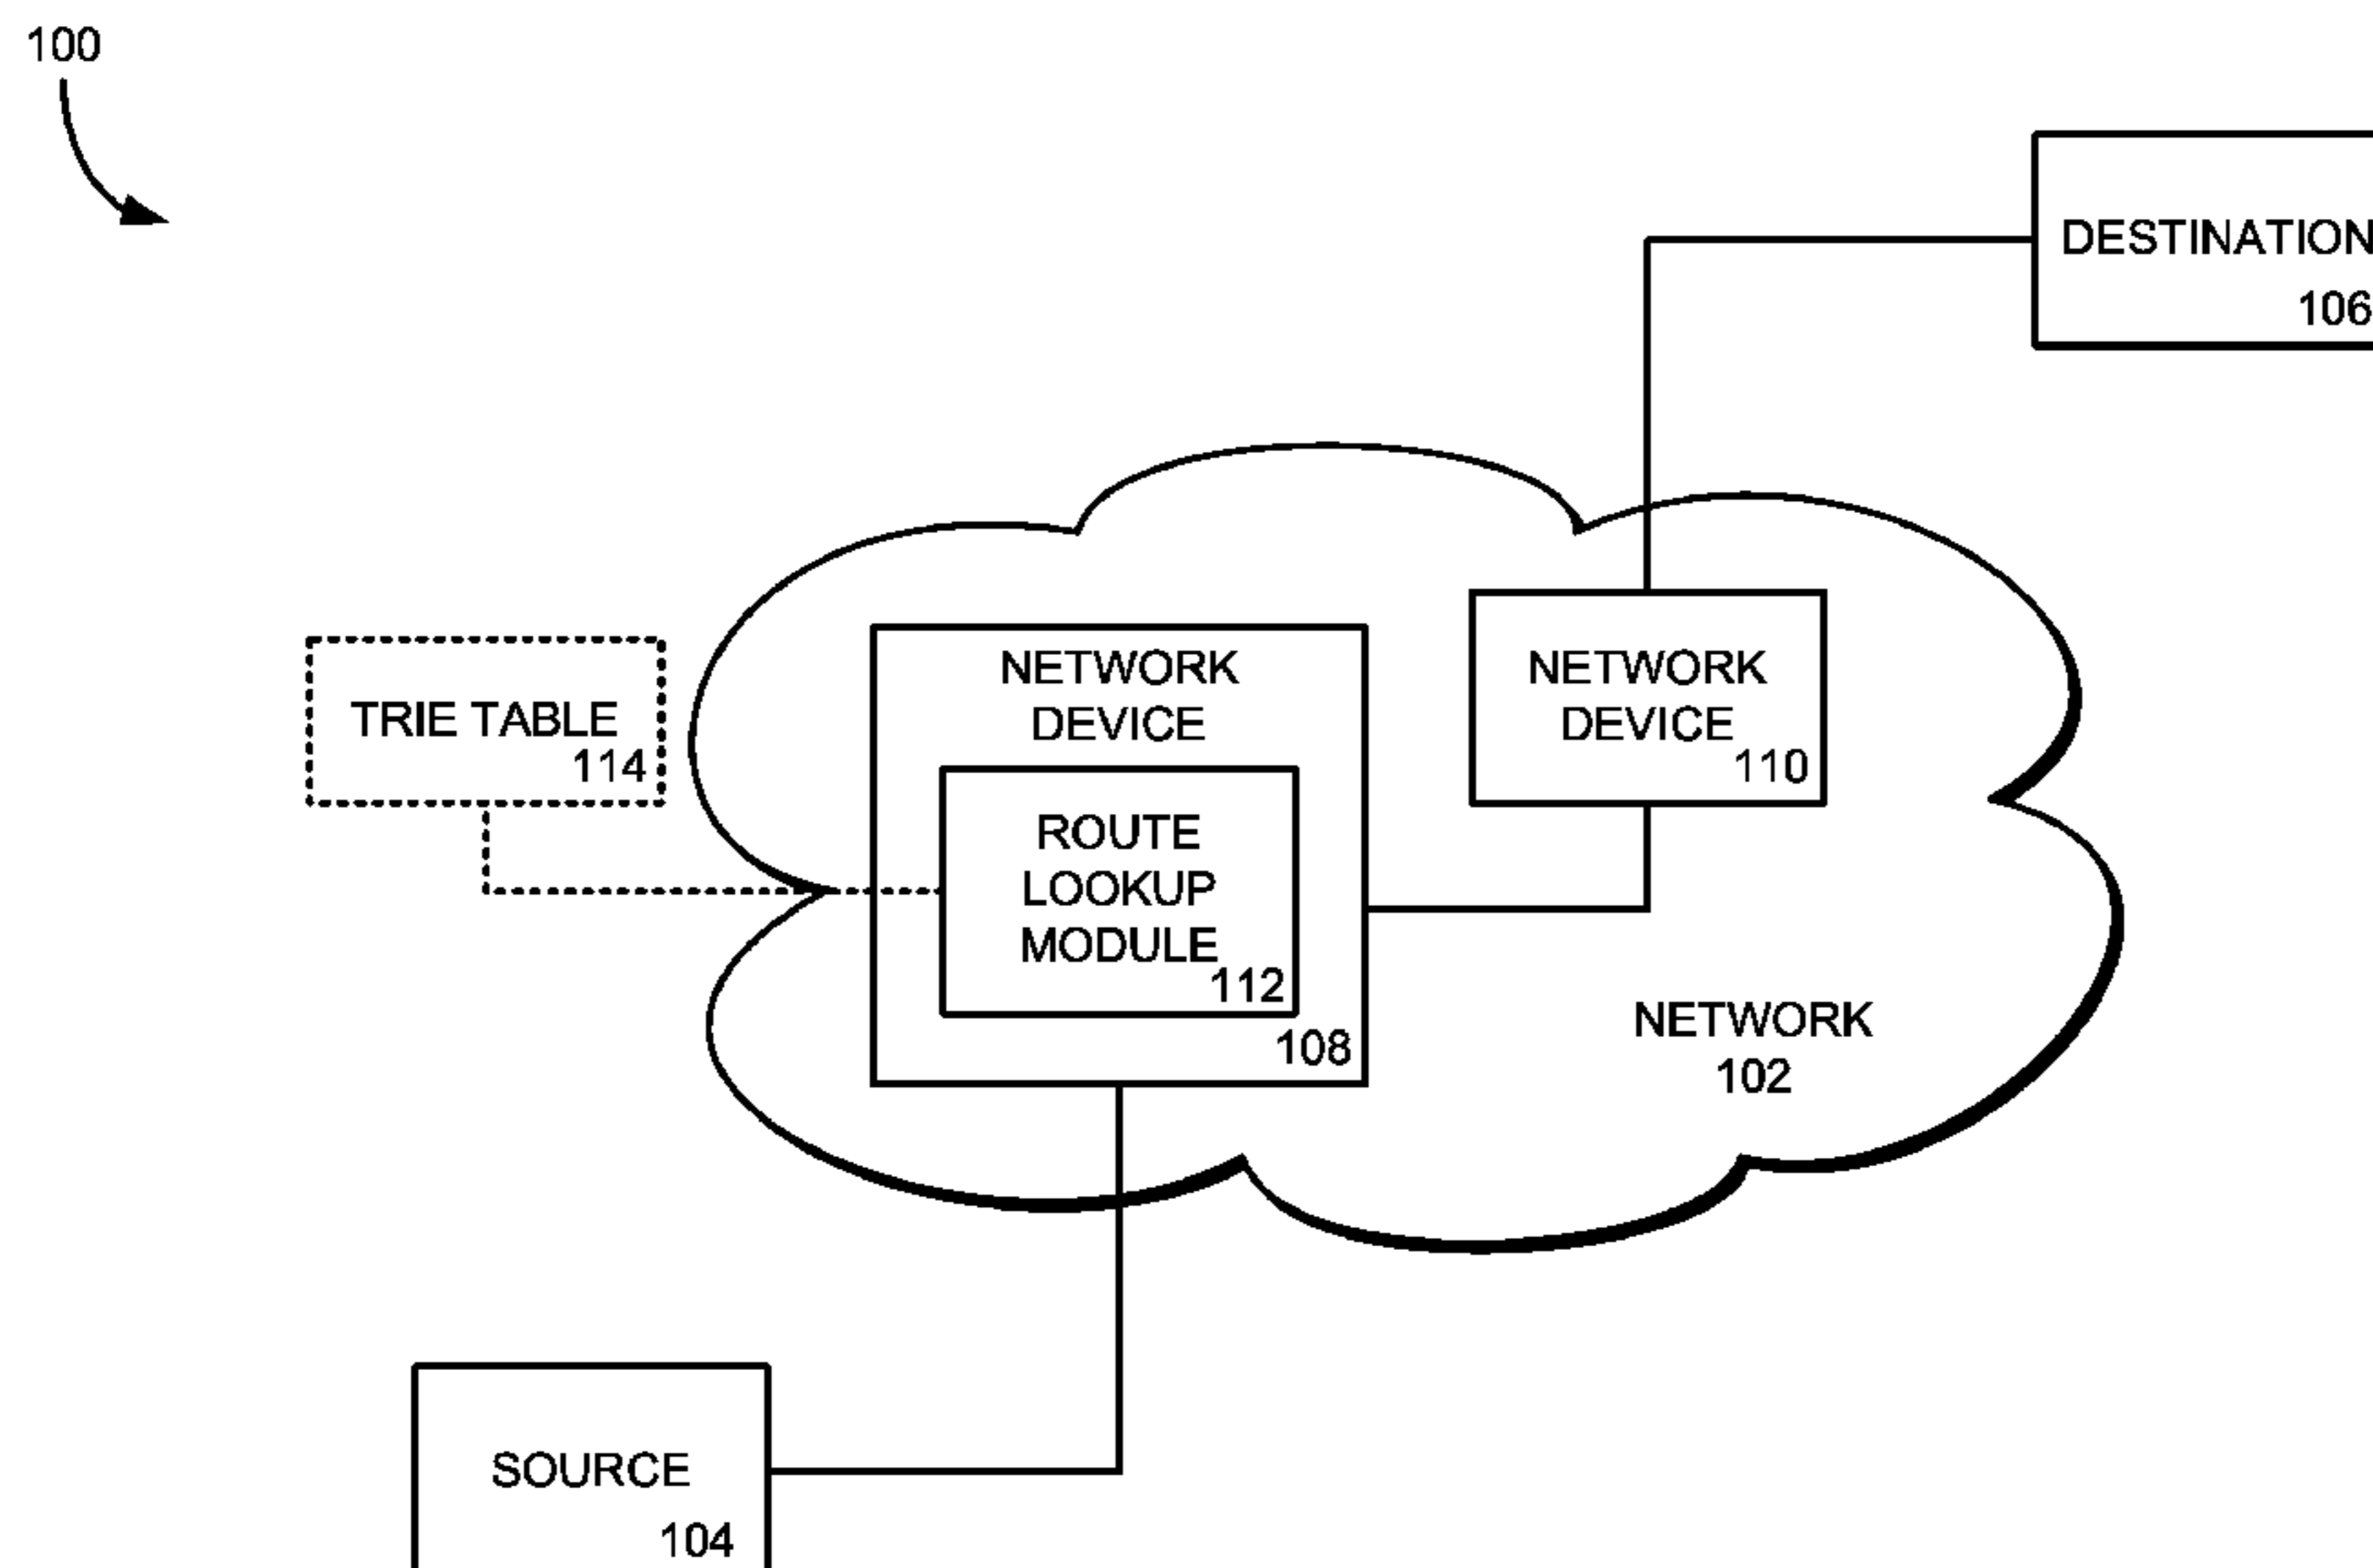 100
DESTINATION
106
NETWORK
DEVICE
110
NETWORK
DEVICE
108
ROUTE
LOOKUP
MODULE
112
TRIE TABLE
114
NETWORK
102
SOURCE
104